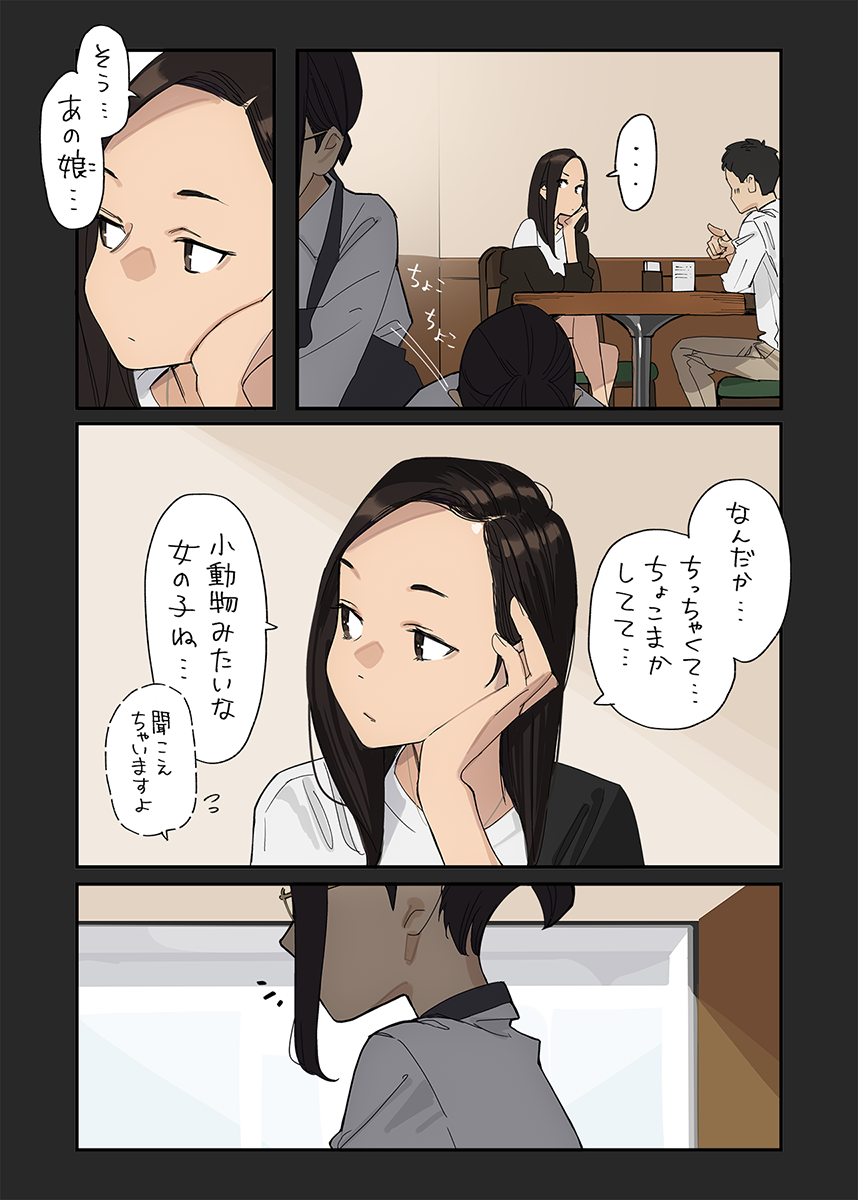 ・・・
ちょこ
ちょこ
そう…
あの娘…
コ
なんだか…
ちっちゃくて…
ちょこまか
してて…
小動物みたいな
女の子ね…
聞こえ
ちゃいますよ